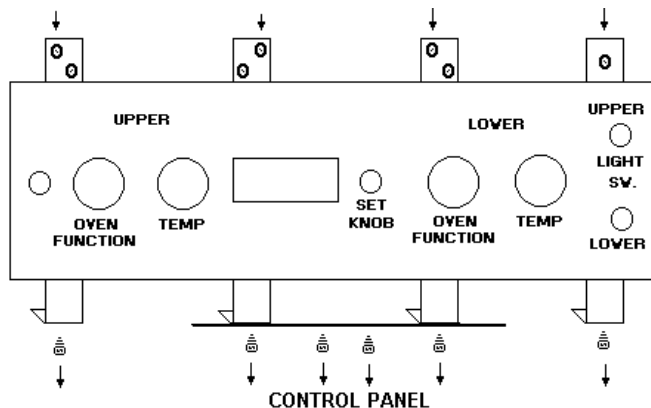 UPPER
LOWER
UPPER
LIGHT
SW.
LOWER
OVEN
FUNCTION
TEMP
SET
KNOB
OVEN
FUNCTION
TEMP
CONTROL PANEL